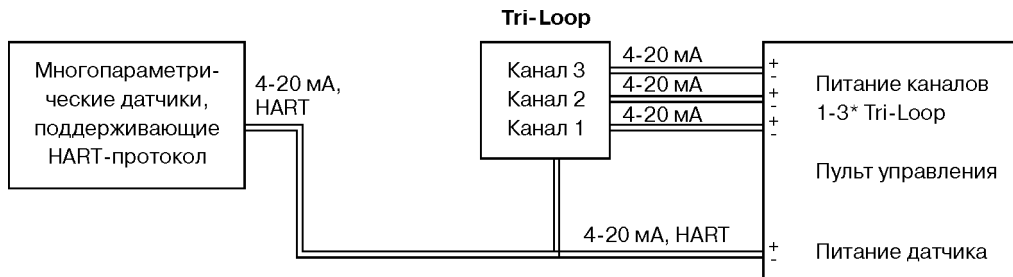 Tri-Loop
Многопараметри-
ческие датчики,
поддерживающие
HART-протокол
4-20 мА,
HART
Канал 3
Канал 2
Канал 1
4-20 мА
4-20 мА
4-20 мА
+
-
+
-
+
-
Питание каналов
1-3* Tri-Loop
Пульт управления
4-20 мА, HART
+
-
Питание датчика